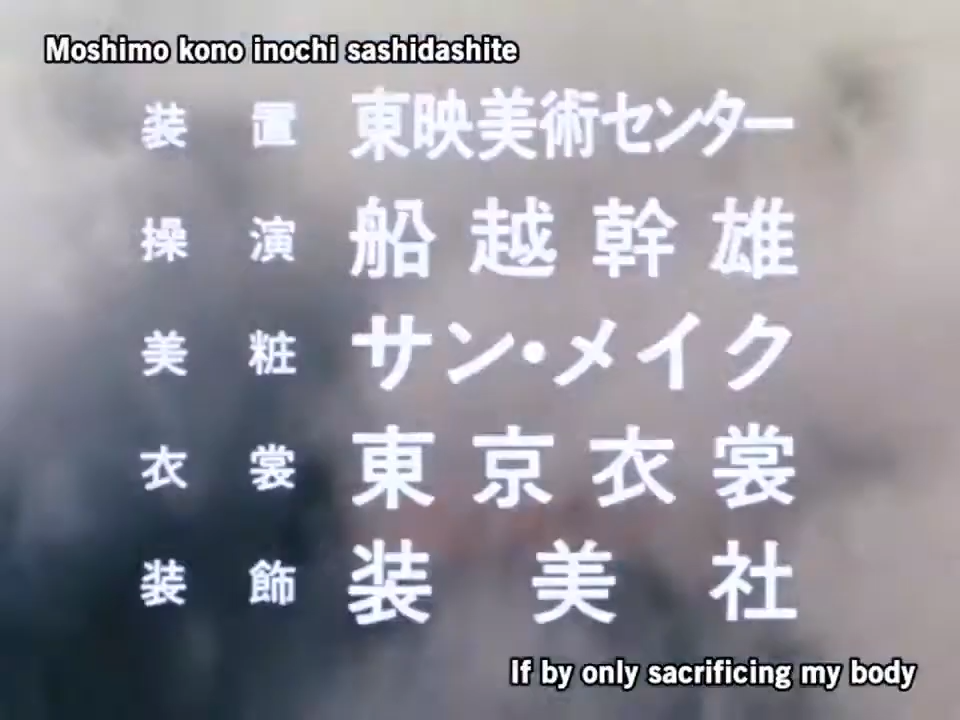 Moshimo kono inochi sashidashite
装置 東映美術センター
操演 船越幹雄
美粧 サン・メイク
衣裳 東京衣裳
装飾 装美社
If by only sacrificing my body